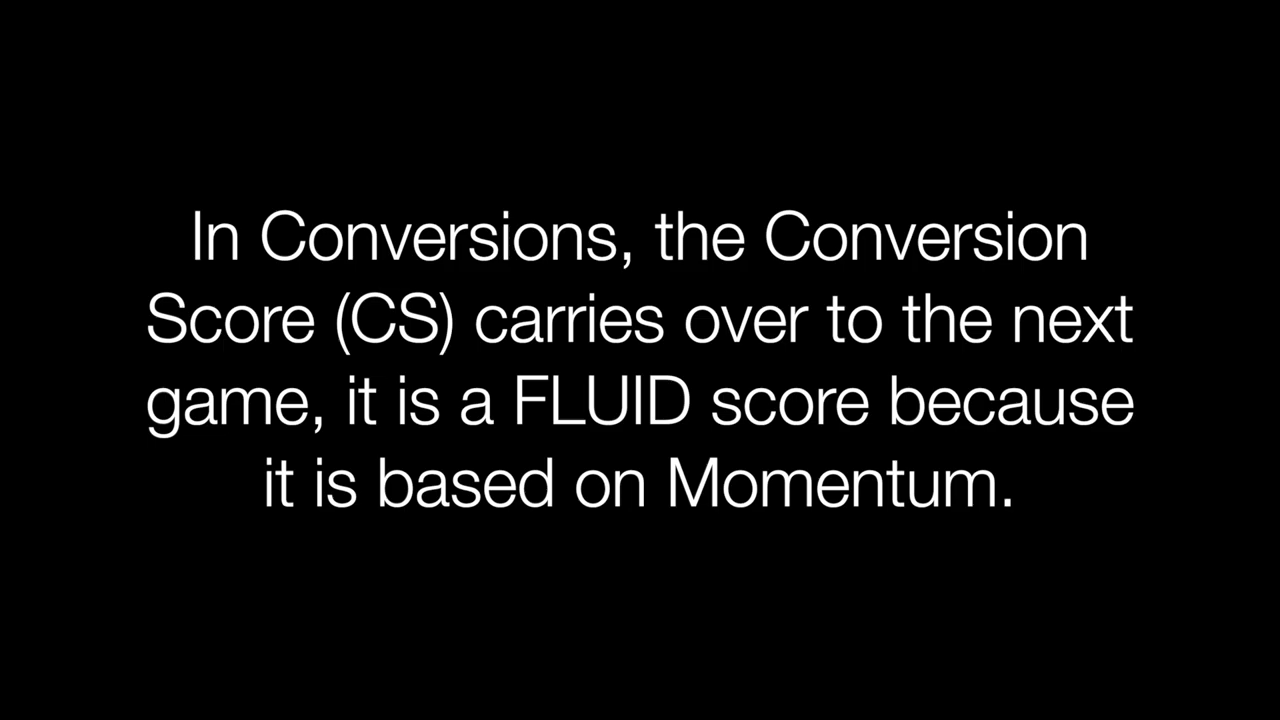 In Conversions, the Conversion
Score (CS) carries over to the next
game, it is a FLUID score because
it is based on Momentum.